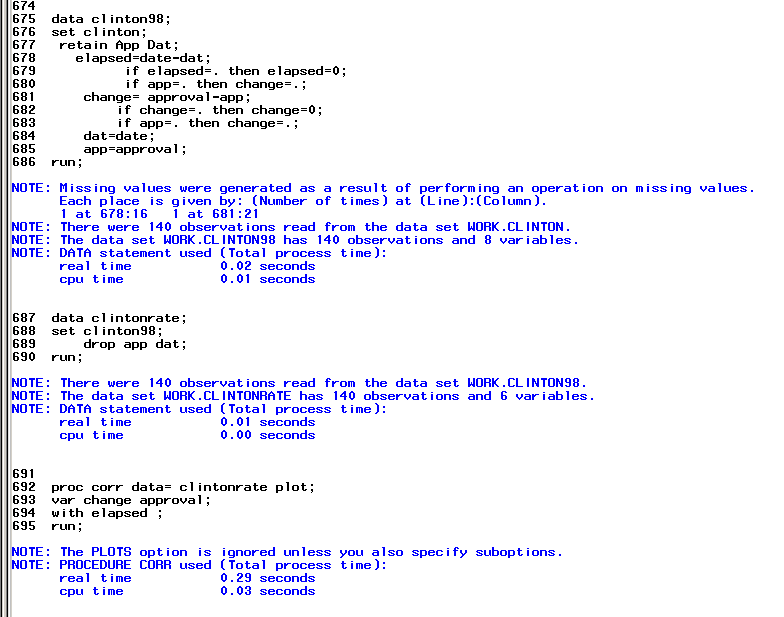 674
675  data clinton98;
676  set clinton;
677   retain App Dat;
678     elapsed=date-dat;
679           if elapsed=. then elapsed=0;
680           if app=. then change=.;
681      change= approval-app;
682          if change=. then change=0;
683          if app=. then change=.;
684      dat=date;
685      app=approval;
686  run;
NOTE: Missing values were generated as a result of performing an operation on missing values.
      Each place is given by: (Number of times) at (Line):(Column).
      1 at 678:16   1 at 681:21
NOTE: There were 140 observations read from the data set WORK.CLINTON.
NOTE: The data set WORK.CLINTON98 has 140 observations and 8 variables.
NOTE: DATA statement used (Total process time):
      real time           0.02 seconds
      cpu time            0.01 seconds
687  data clintonrate;
688  set clinton98;
689      drop app dat;
690  run;
NOTE: There were 140 observations read from the data set WORK.CLINTON98.
NOTE: The data set WORK.CLINTONRATE has 140 observations and 6 variables.
NOTE: DATA statement used (Total process time):
      real time           0.01 seconds
      cpu time            0.00 seconds
691
692  proc corr data= clintonrate plot;
693  var change approval;
694  with elapsed ;
695  run;
NOTE: The PLOTS option is ignored unless you also specify suboptions.
NOTE: PROCEDURE CORR used (Total process time):
      real time           0.29 seconds
      cpu time            0.03 seconds